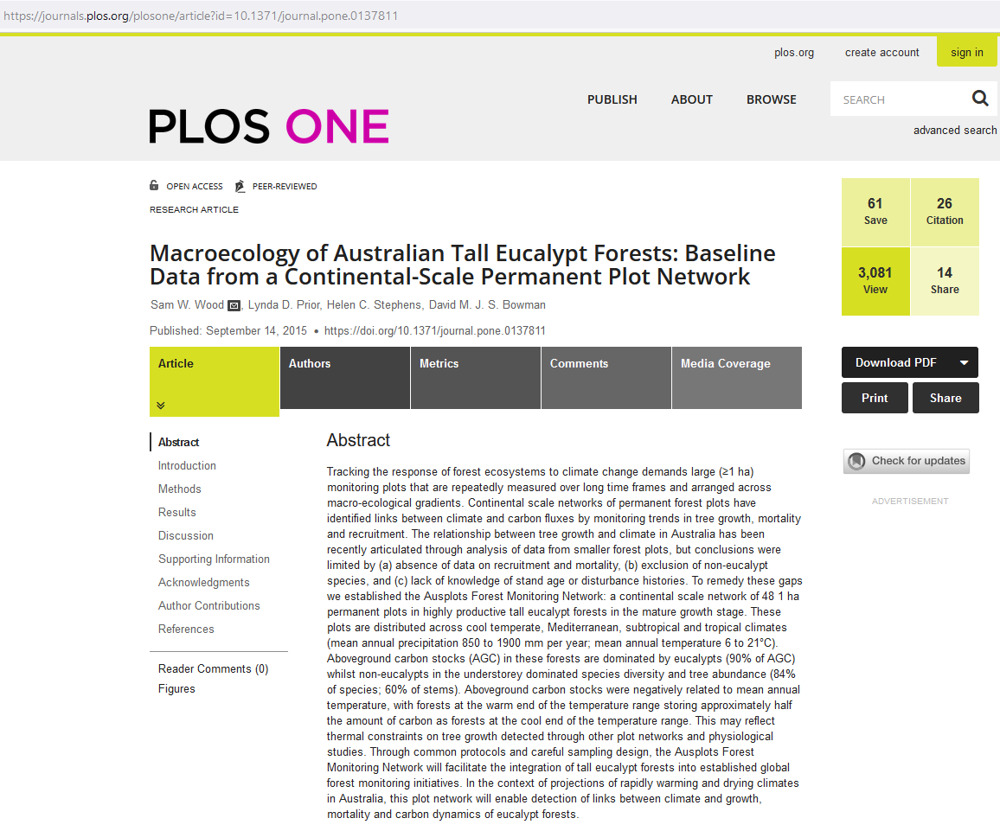 https://journals.plos.org/plosone/article?id=10.1371/journal.pone.0137811
plos.org create account sign in
PUBLISH ABOUT BROWSE SEARCH
PLOS ONE
advanced search
OPEN ACCESS PEER-REVIEWED
RESEARCH ARTICLE
Macroecology of Australian Tall Eucalypt Forests: Baseline
Data from a Continental-Scale Permanent Plot Network
Sam W. Wood , Lynda D. Prior, Helen C. Stephens, David M. J. S. Bowman
Published: September 14, 2015 • https://doi.org/10.1371/journal.pone.0137811
61 26
Save Citation
3,081 14
View Share
Article Authors Metrics Comments Media Coverage
Download PDF
Print Share
Check for updates
ADVERTISEMENT
Abstract
Introduction
Methods
Results
Discussion
Supporting Information
Acknowledgments
Author Contributions
References
Reader Comments (0)
Figures
Abstract
Tracking the response of forest ecosystems to climate change demands large (≥1 ha)
monitoring plots that are repeatedly measured over long time frames and arranged across
macro-ecological gradients. Continental scale networks of permanent forest plots have
identified links between climate and carbon fluxes by monitoring trends in tree growth, mortality
and recruitment. The relationship between tree growth and climate in Australia has been
recently articulated through analysis of data from smaller forest plots, but conclusions were
limited by (a) absence of data on recruitment and mortality, (b) exclusion of non-eucalypt
species, and (c) lack of knowledge of stand age or disturbance histories. To remedy these gaps
we established the Ausplots Forest Monitoring Network: a continental scale network of 48 1 ha
permanent plots in highly productive tall eucalypt forests in the mature growth stage. These
plots are distributed across cool temperate, Mediterranean, subtropical and tropical climates
(mean annual precipitation 850 to 1900 mm per year; mean annual temperature 6 to 21°C).
Aboveground carbon stocks (AGC) in these forests are dominated by eucalypts (90% of AGC)
whilst non-eucalypts in the understorey dominated species diversity and tree abundance (84%
of species; 60% of stems). Aboveground carbon stocks were negatively related to mean annual
temperature, with forests at the warm end of the temperature range storing approximately half
the amount of carbon as forests at the cool end of the temperature range. This may reflect
thermal constraints on tree growth detected through other plot networks and physiological
studies. Through common protocols and careful sampling design, the Ausplots Forest
Monitoring Network will facilitate the integration of tall eucalypt forests into established global
forest monitoring initiatives. In the context of projections of rapidly warming and drying climates
in Australia, this plot network will enable detection of links between climate and growth,
mortality and carbon dynamics of eucalypt forests.